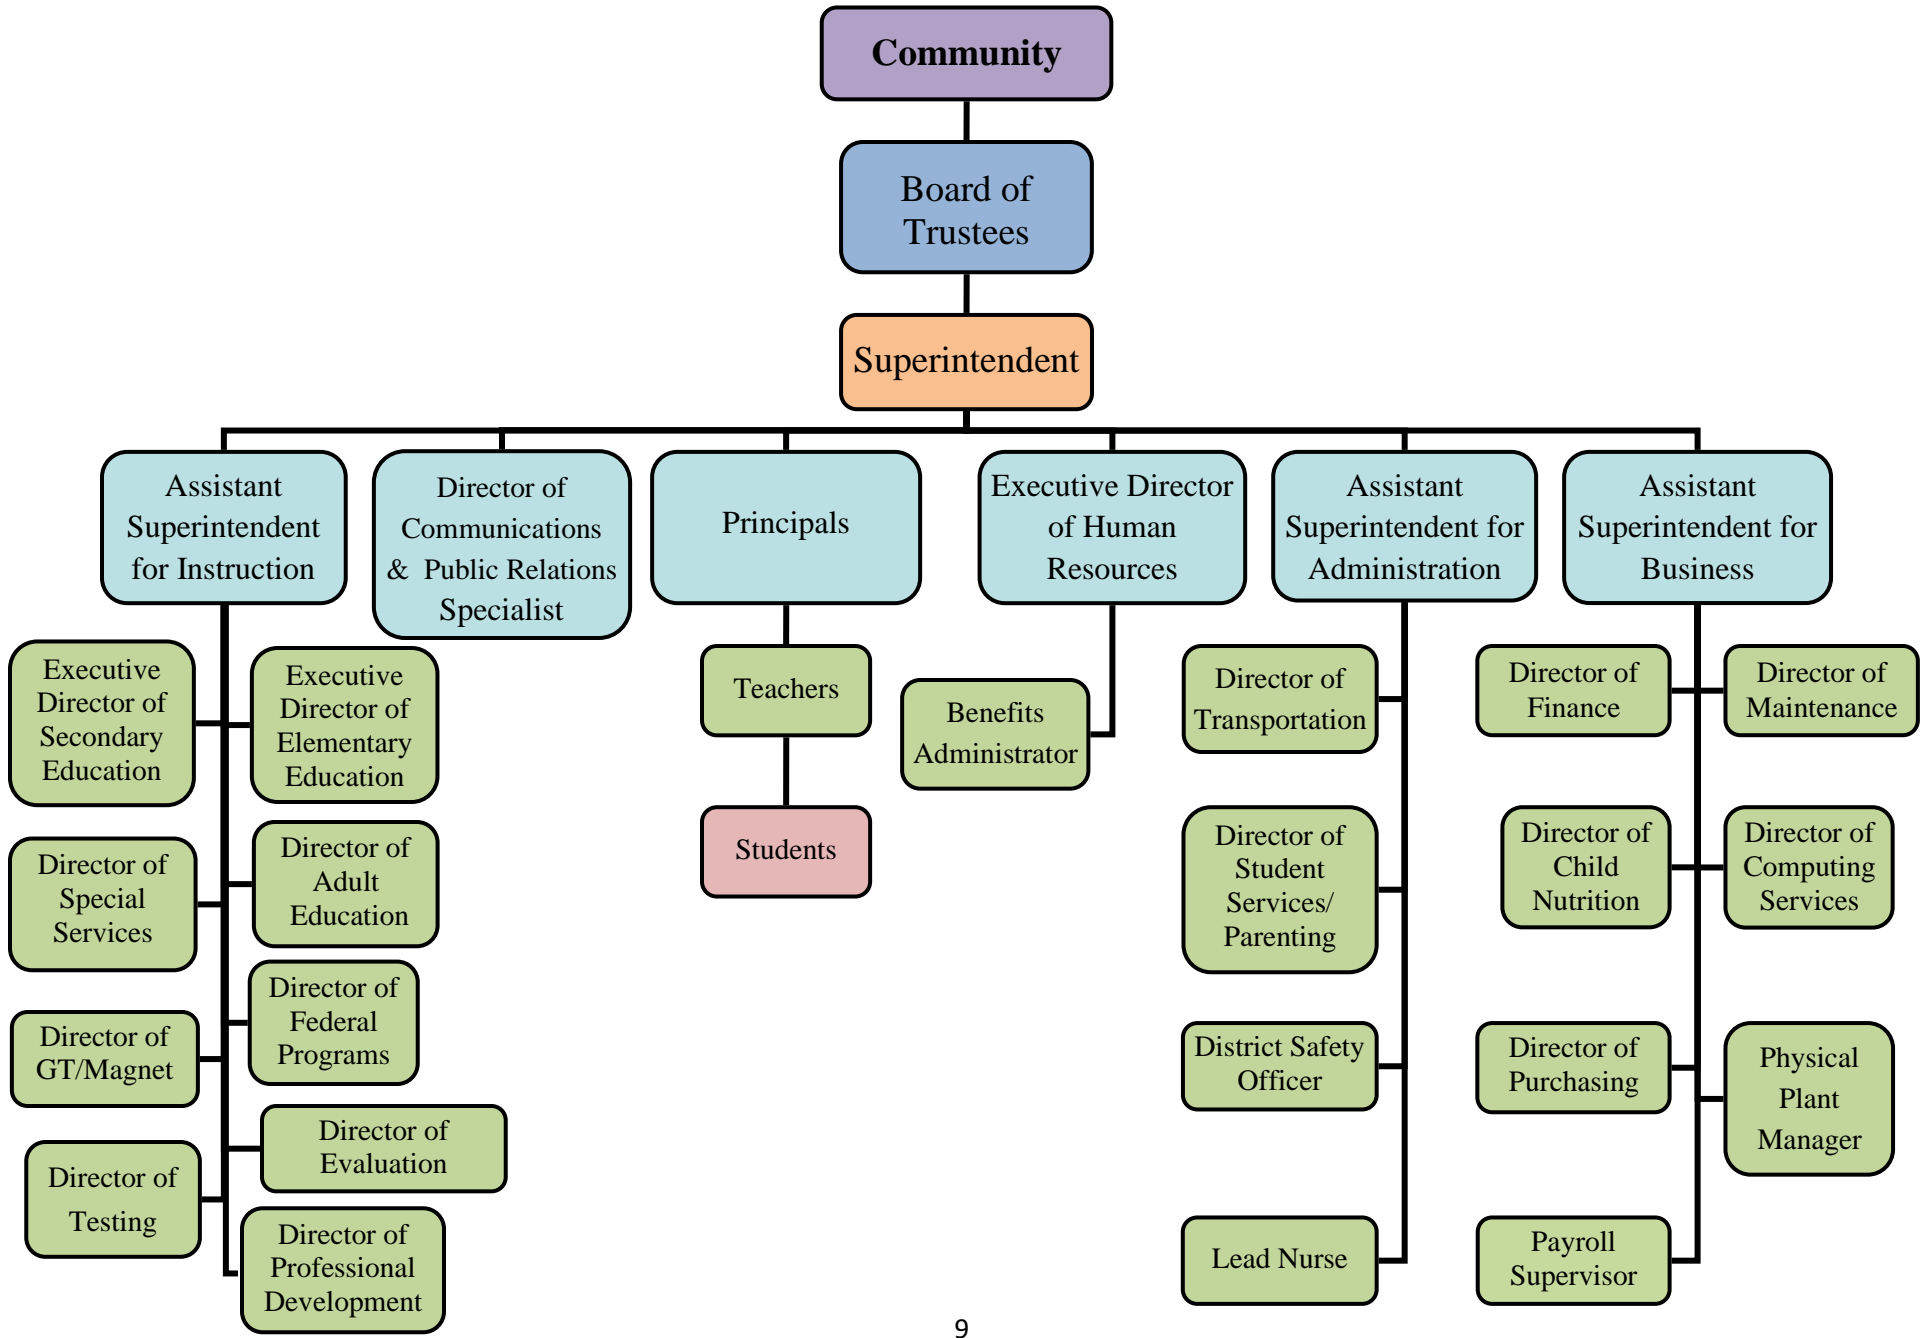 Community
Board of
Trustees
Superintendent
Assistant
Superintendent
for Instruction
Director of
Communications
& Public Relations
Specialist
Principals
Executive Director
of Human
Resources
Assistant
Superintendent for
Administration
Assistant
Superintendent for
Business
Executive
Director of
Secondary
Education
Executive
Director of
Elementary
Education
Director of
Special
Services
Director of
Adult
Education
Director of
GT/Magnet
Director of
Federal
Programs
Director of
Testing
Director of
Evaluation
Director of
Professional
Development
Teachers
Students
Benefits
Administrator
Director of
Transportation
Director of
Student
Services/
Parenting
District Safety
Officer
Lead Nurse
Director of
Finance
Director of
Maintenance
Director of
Child
Nutrition
Director of
Computing
Services
Director of
Purchasing
Physical
Plant
Manager
Payroll
Supervisor
9